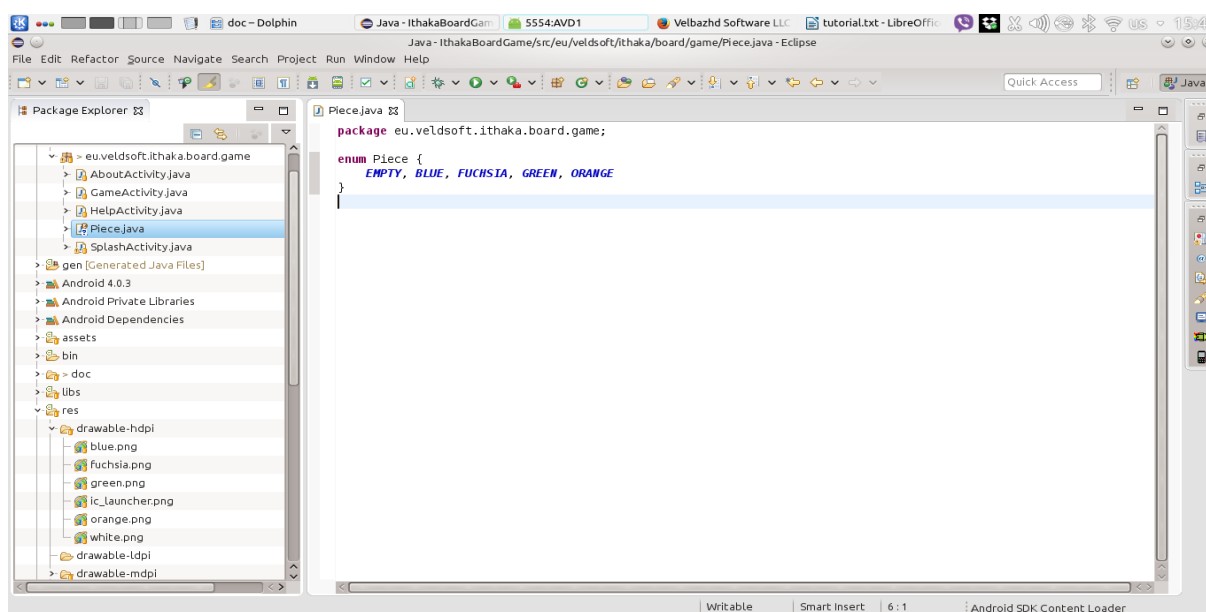 doc – Dolphin
Java - IthakaBoardGam
5554:AVD1
Velbazhd Software LLC
tutorial.txt - LibreOffic
US
15:4
Java - IthakaBoardGame/src/eu/veldsoft/ithaka/board/game/Piece.java - Eclipse
File Edit Refactor Source Navigate Search Project Run Window Help
Quick Access
Java
Package Explorer
Piece.java
> eu.veldsoft.ithaka.board.game
AboutActivity.java
GameActivity.java
HelpActivity.java
Piece.java
SplashActivity.java
gen [Generated Java Files]
Android 4.0.3
Android Private Libraries
Android Dependencies
assets
bin
> doc
libs
res
drawable-hdpi
blue.png
fuchsia.png
green.png
ic_launcher.png
orange.png
white.png
drawable-ldpi
drawable-mdpi
package eu.veldsoft.ithaka.board.game;
enum Piece {
EMPTY, BLUE, FUCHSIA, GREEN, ORANGE
}
Writable
Smart Insert
6 : 1
Android SDK Content Loader